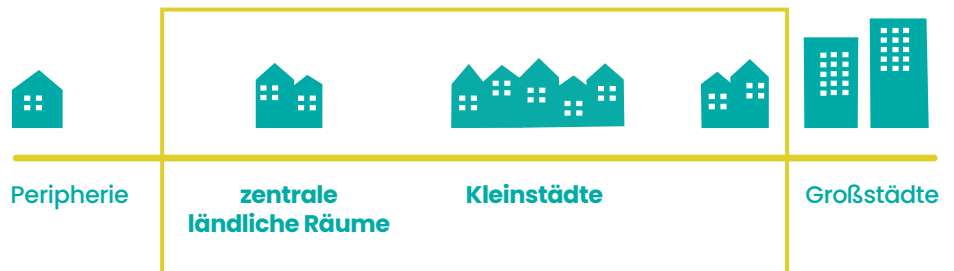 Peripherie
zentrale
ländliche Räume
Kleinstädte
Großstädte